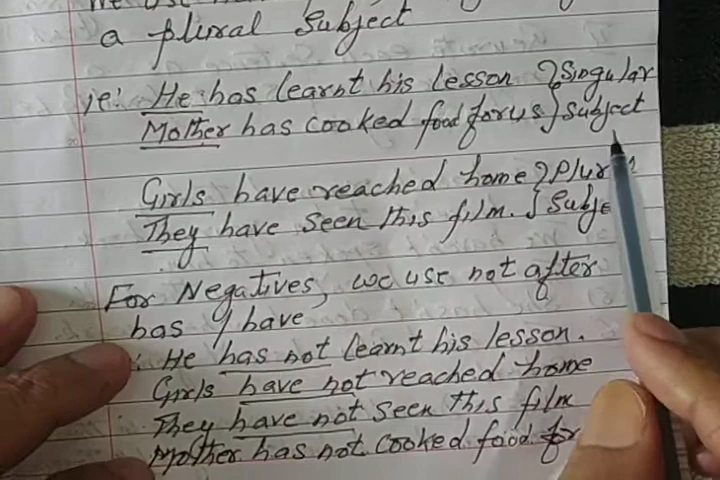 a plural Subject
ie: He has learnt his lesson } Singular
Mother has cooked food for us } Subject
Girls have reached home } Plur
They have seen this film. } Subje
For Negatives, we use not after
has / have
: He has not learnt his lesson.
Girls have not reached home
They have not seen this film
Mother has not cooked food for